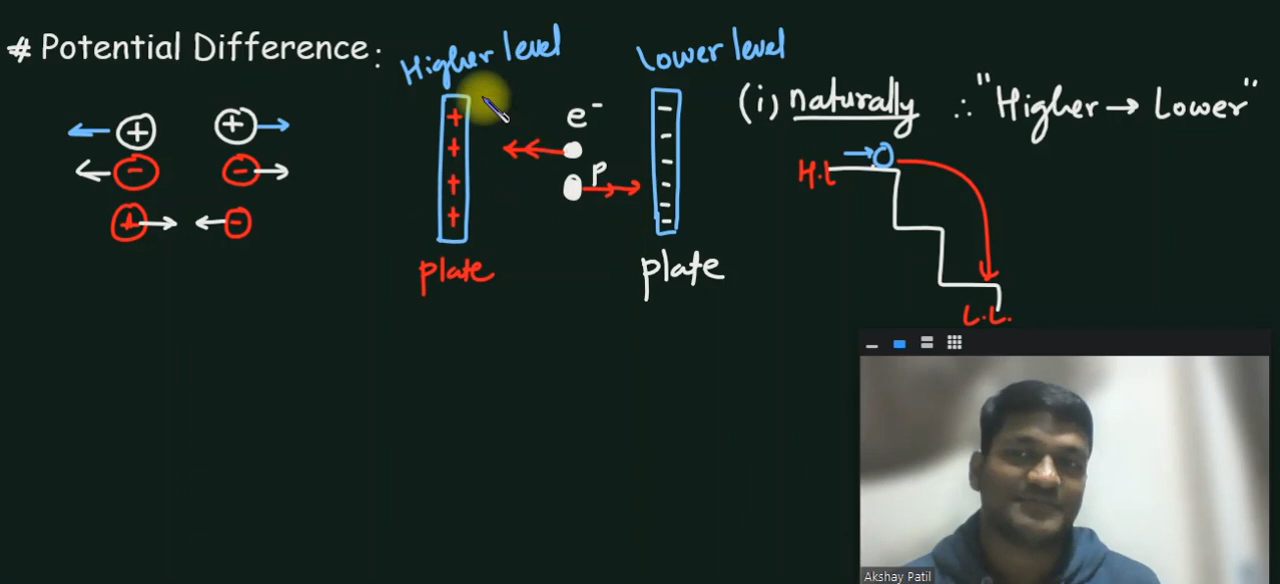 # Potential Difference:
Higher level
Lower level
(i) naturally ∴ "Higher → Lower"
+ +
- -
+ -
+ + + +
e⁻
P
- - - - - -
plate
plate
H.L
L.L.
Akshay Patil